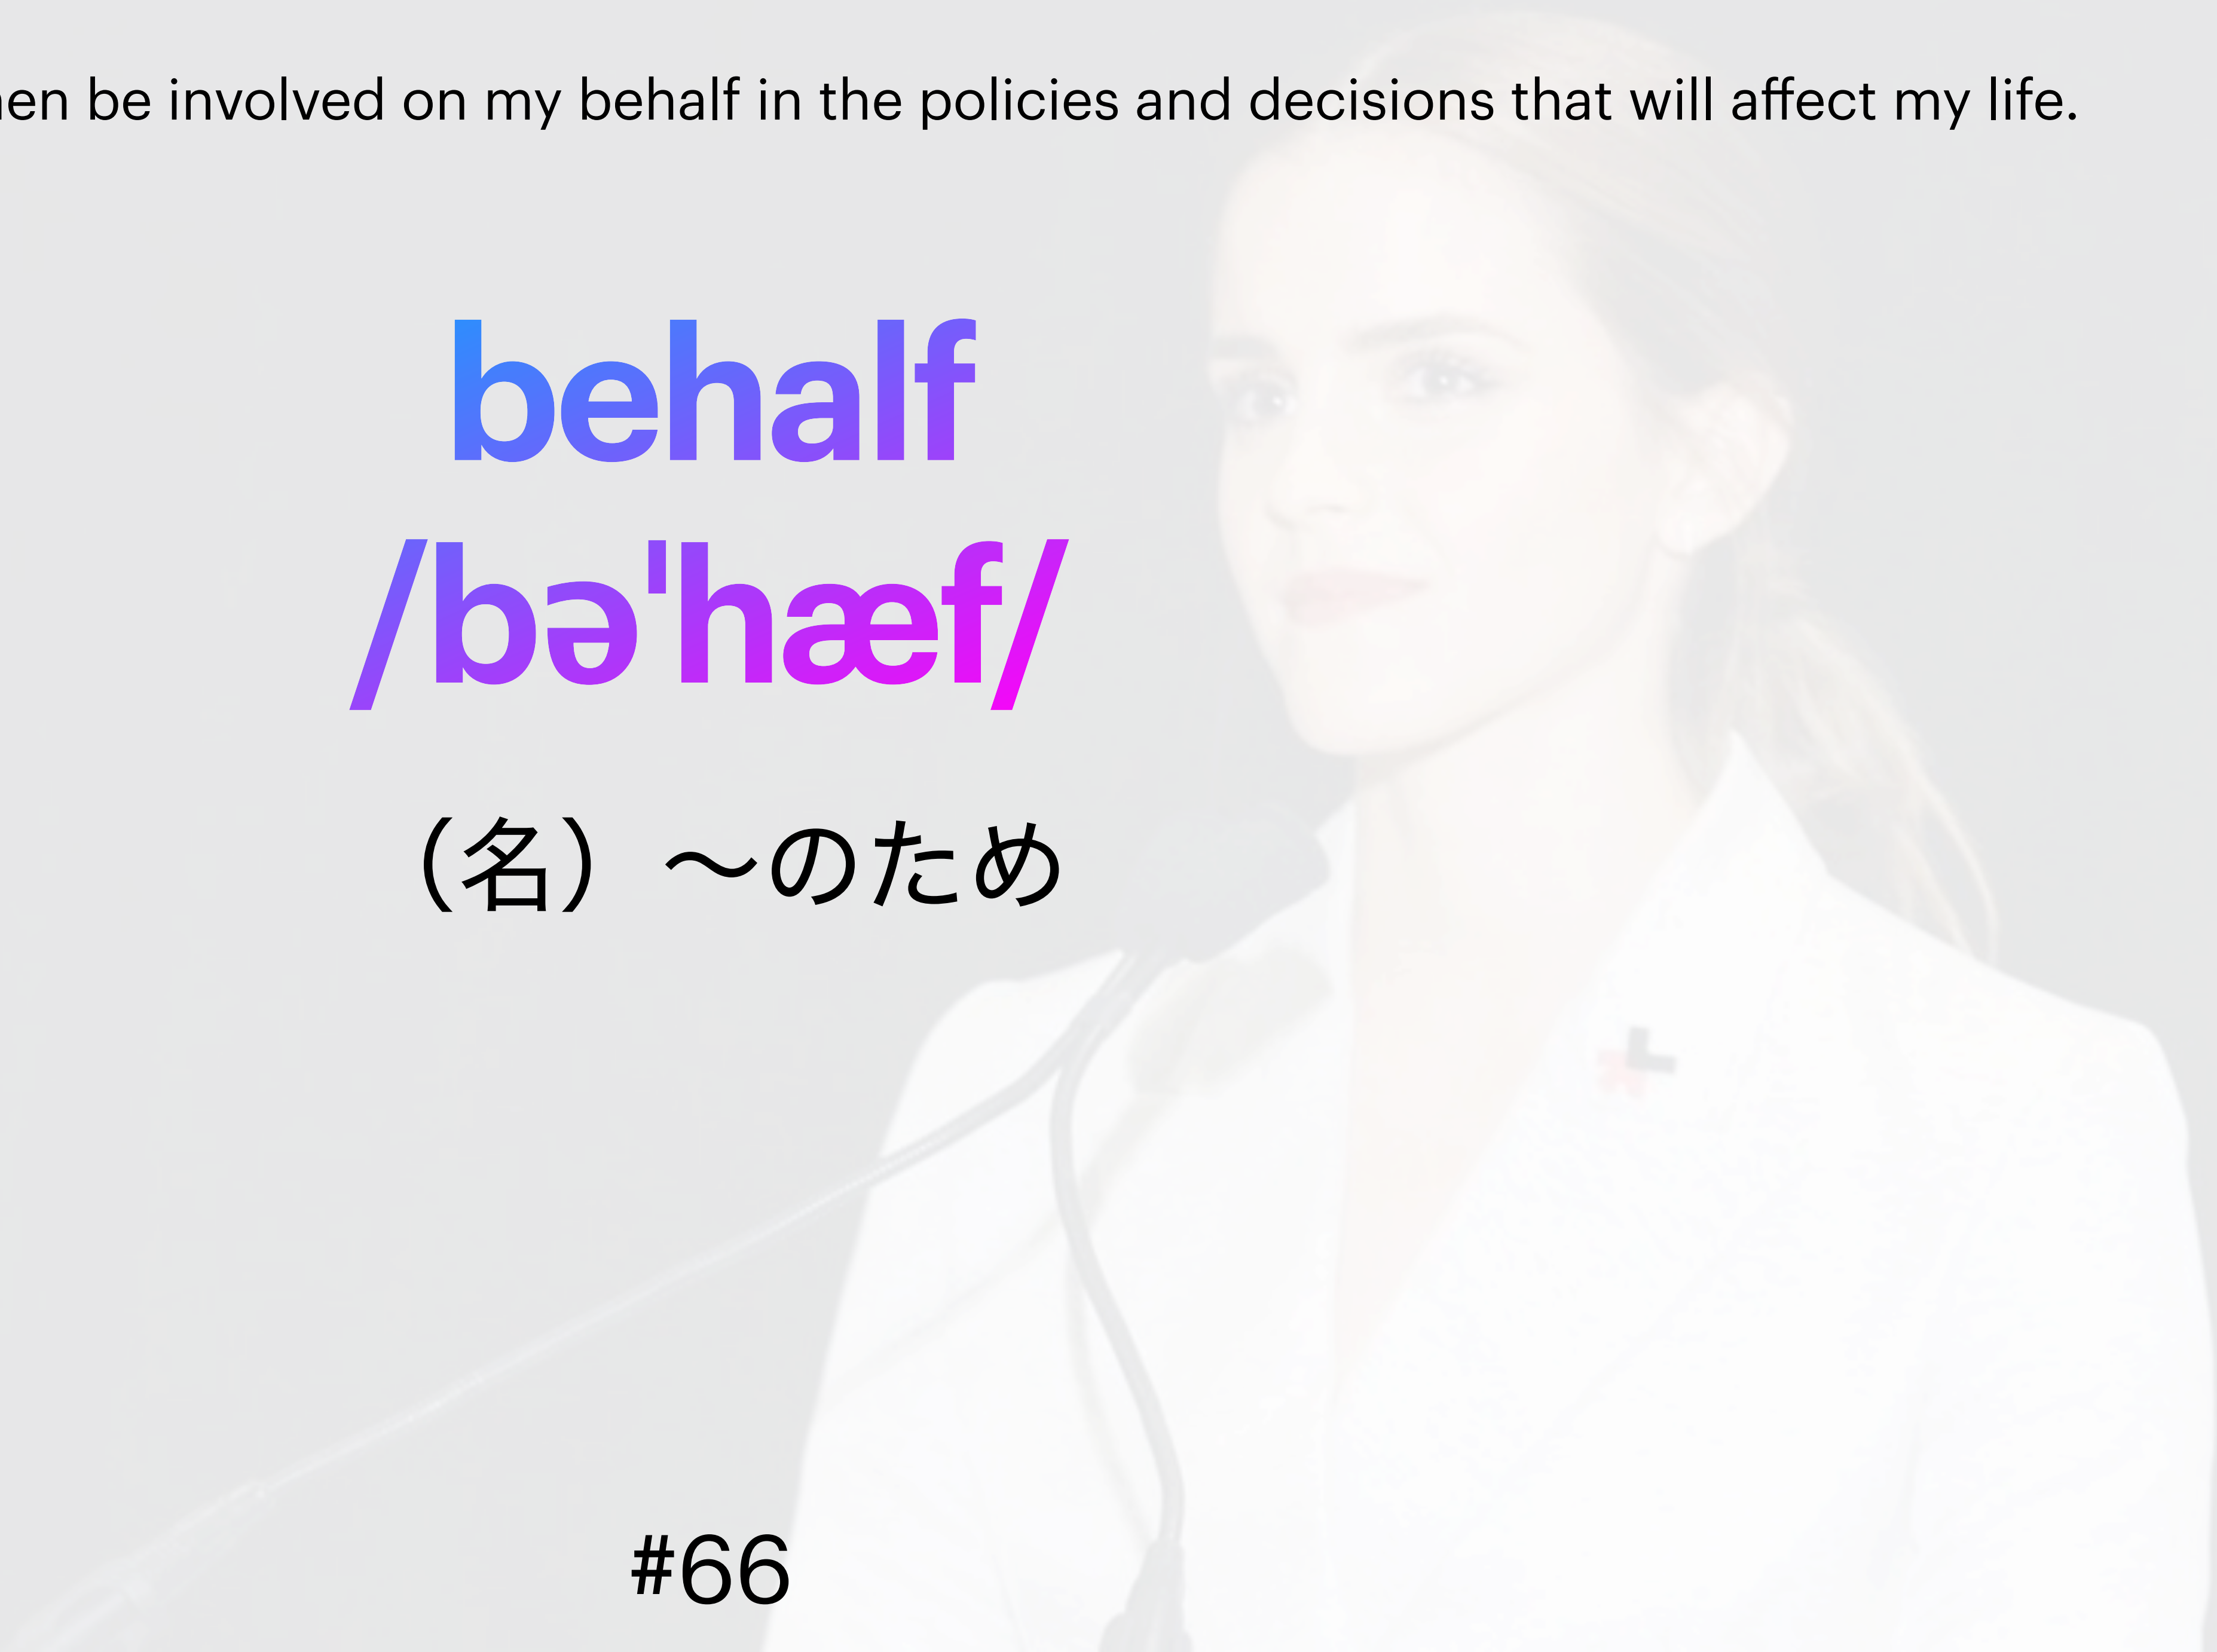 be involved on my behalf in the policies and decisions that will affect my life.
behalf
/bəˈhæf/
（名）〜のため
#66